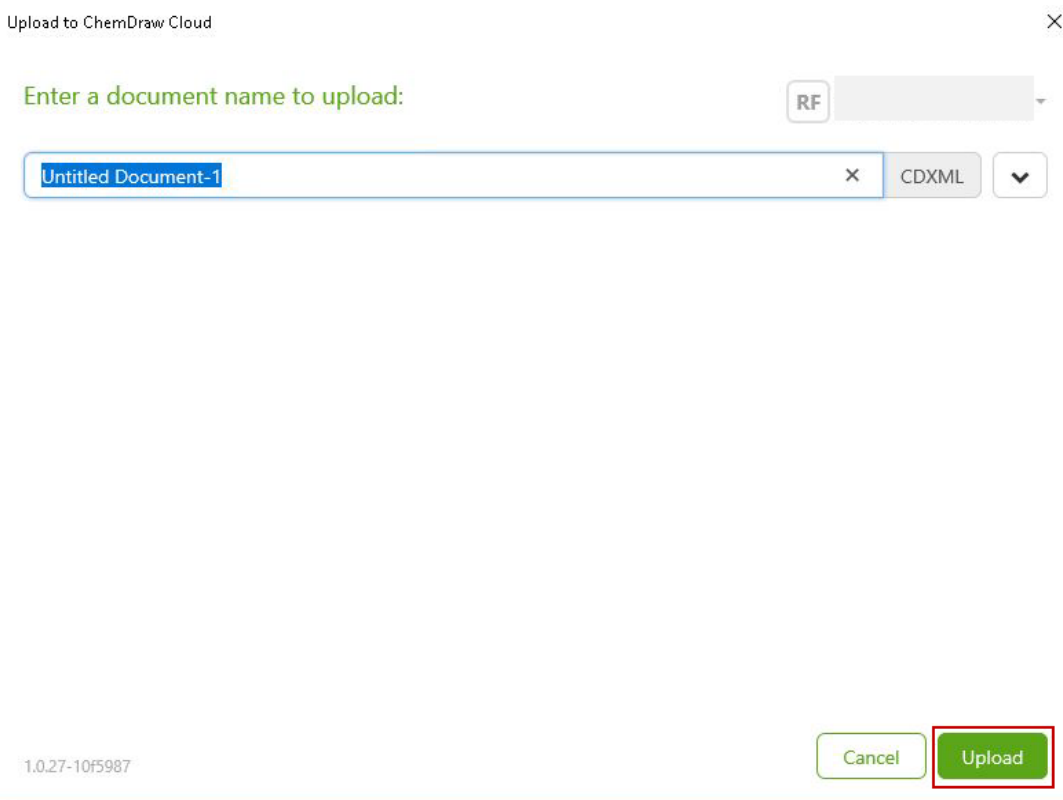 Upload to ChemDraw Cloud
Enter a document name to upload:
RF
Untitled Document-1
CDXML
1.0.27-10f5987
Cancel
Upload